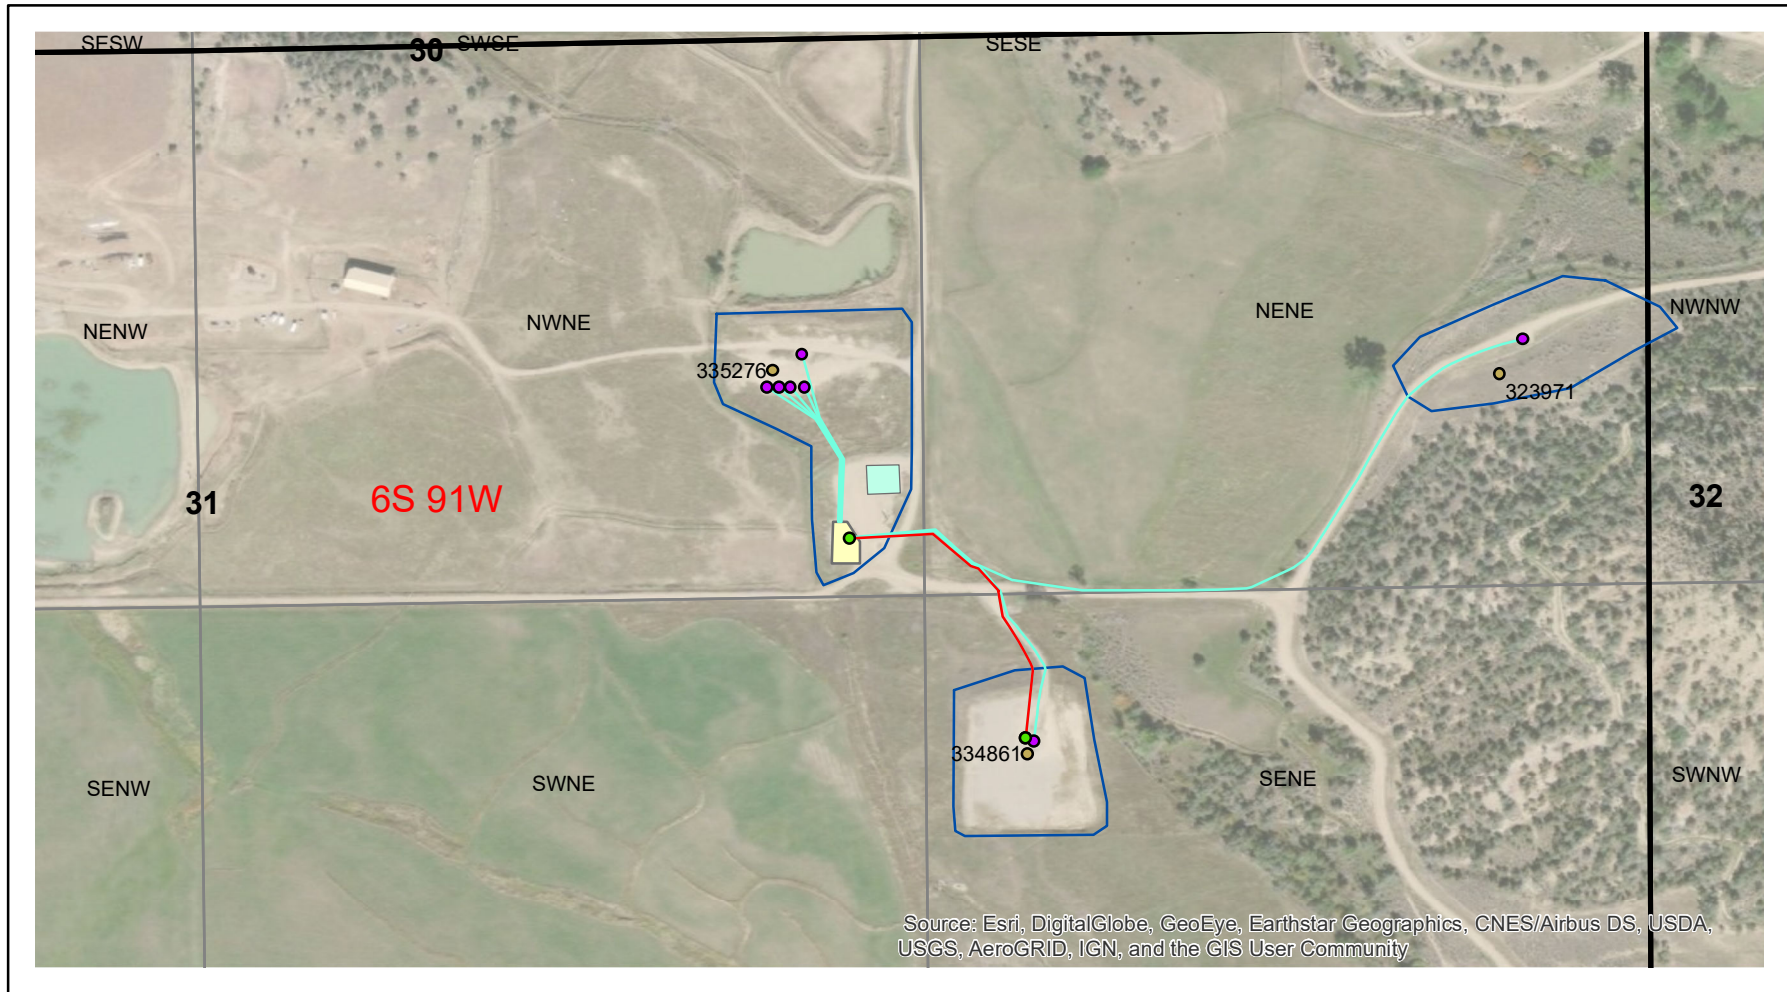 SESW
30
SWSE
SESE
NENW
NWNE
NENE
NWNW
335276
323971
31
6S 91W
32
334861
SENW
SWNE
SENE
SWNW
Source: Esri, DigitalGlobe, GeoEye, Earthstar Geographics, CNES/Airbus DS, USDA,
USGS, AeroGRID, IGN, and the GIS User Community